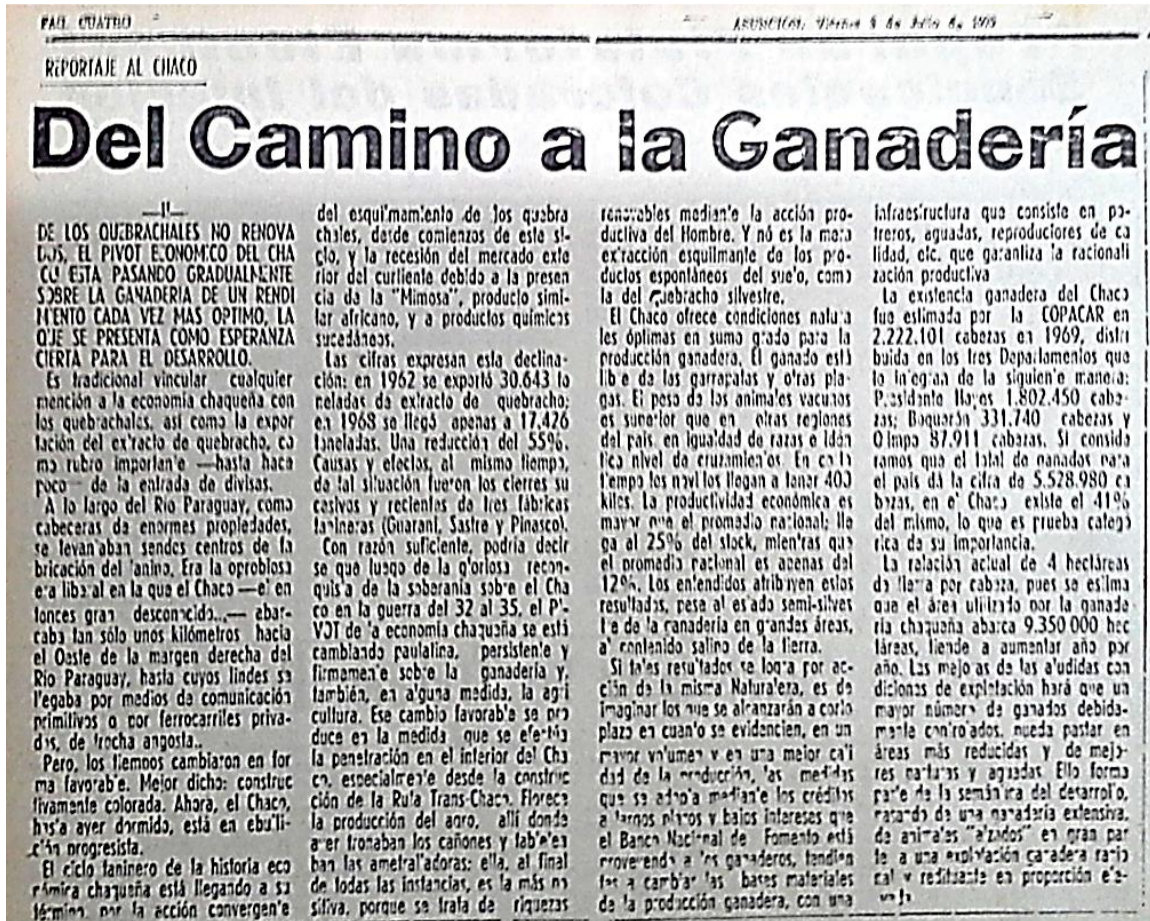 PAG. CUATRO
ASUNCION, Viernes 4 de Julio de
REPORTAJE AL CHACO
Del Camino a la Ganadería
—II—
DE LOS QUEBRACHALES NO RENOVA
DOS, EL PIVOT ECONOMICO DEL CHA
CO ESTA PASANDO GRADUALMENTE
SOBRE LA GANADERIA DE UN RENDI
MIENTO CADA VEZ MAS OPTIMO, LA
QUE SE PRESENTA COMO ESPERANZA
CIERTA PARA EL DESARROLLO.
Es tradicional vincular cualquier
mención a la economía chaqueña con
los quebrachales, así como la expor
tación del extracto de quebracho, co
mo rubro importante —hasta hace
poco— de la entrada de divisas.
A lo largo del Río Paraguay, como
cabeceras de enormes propiedades,
se levantaban sendos centros de fa
bricación del tanino. Era la oprobiosa
era liberal en la que el Chaco —el en
tonces gran desconocido..,— abar-
caba tan sólo unos kilómetros hacia
el Oeste de la margen derecha del
Río Paraguay, hasta cuyos lindes se
llegaba por medios de comunicación
primitivos o por ferrocarriles priva-
dos, de trocha angosta..
Pero, los tiempos cambiaron en for
ma favorable. Mejor dicho: construc
tivamente colorada. Ahora, el Chaco,
hasta ayer dormido, está en ebulli-
ción progresista.
El ciclo taninero de la historia eco
nómica chaqueña está llegando a su
término, por la acción convergente
del esquimamiento de los quebra
chales, desde comienzos de este si-
glo, y la recesión del mercado exte
rior del curtiente debido a la presen
cia de la "Mimosa", producto simi-
lar africano, y a productos químicos
sucedáneos.
Las cifras expresan esta declina-
ción: en 1962 se exportó 30.643 to
neladas de extracto de quebracho;
en 1968 se llegó apenas a 17.426
toneladas. Una reducción del 55%.
Causas y efectos, al mismo tiempo,
de tal situación fueron los cierres su
cesivos y recientes de tres fábricas
tanineras (Guaraní, Sastre y Pinasco).
Con razón suficiente, podría decir
se que luego de la gloriosa recon-
quista de la soberanía sobre el Cha
co en la guerra del 32 al 35, el PI-
VOT de la economía chaqueña se está
cambiando paulatina, persistente y
firmemente sobre la ganadería y,
también, en alguna medida, la agri
cultura. Ese cambio favorable se pro
duce en la medida que se efectúa
la penetración en el interior del Cha
co, especialmente desde la construc
ción de la Ruta Trans-Chaco. Florece
la producción del agro, allí donde
ayer tronaban los cañones y tabletea
ban las ametralladoras; ella, al final
de todas las instancias, es la más po
sitiva, porque se trata de riquezas
renovables mediante la acción pro-
ductiva del Hombre. Y nó es la mera
extracción esquilmante de los pro-
ductos espontáneos del suelo, como
la del quebracho silvestre.
El Chaco ofrece condiciones natura
les óptimas en sumo grado para la
producción ganadera. El ganado está
libre de las garrapatas y otras pla-
gas. El peso de los animales vacunos
es superior que en otras regiones
del país, en igualdad de razas e idén
tico nivel de cruzamientos. En corto
tiempo los novillos llegan a tener 400
kilos. La productividad económica es
mayor que el promedio nacional; lle
ga al 25% del stock, mientras que
el promedio nacional es apenas del
12%. Los entendidos atribuyen estos
resultados, pese al estado semi-silves
tre de la ganadería en grandes áreas,
al contenido salino de la tierra.
Si tales resultados se logra por ac-
ción de la misma Naturaleza, es de
imaginar los que se alcanzarán a corto
plazo en cuanto se evidencien, en un
mayor volumen y en una mejor cali
dad de la producción, las medidas
que se adopta mediante los créditos
a largos plazos y bajos intereses que
el Banco Nacional de Fomento está
proveyendo a los ganaderos, tendien
tes a cambiar las bases materiales
de la producción ganadera, con una
infraestructura que consiste en po-
treros, aguadas, reproductores de ca
lidad, etc. que garantiza la racionali
zación productiva
La existencia ganadera del Chaco
fue estimada por la COPACAR en
2.222.101 cabezas en 1969, distri
buida en los tres Departamentos que
lo integran de la siguiente manera:
Presidente Hayes 1.802.450 cabe-
zas; Boquerón 331.740 cabezas y
Olimpo 87.911 cabezas. Si conside
ramos que el total de ganados para
el país dá la cifra de 5.528.980 ca
bezas, en el Chaco existe el 41%
del mismo, lo que es prueba categó
rica de su importancia.
La relación actual de 4 hectáreas
de tierra por cabeza, pues se estima
que el área utilizado por la ganade
ría chaqueña abarca 9.350.000 hec
táreas, tiende a aumentar año por
año. Las mejoras de las aludidas con
diciones de explotación hará que un
mayor número de ganados debida-
mente controlados, pueda pastar en
áreas más reducidas y de mejo-
res pasturas y aguadas. Ello forma
parte de la semántica del desarrollo,
pasando de una ganadería extensiva,
de animales "alzados" en gran par
te a una explotación ganadera racio
nal y redituante en proporción ele-
vada.